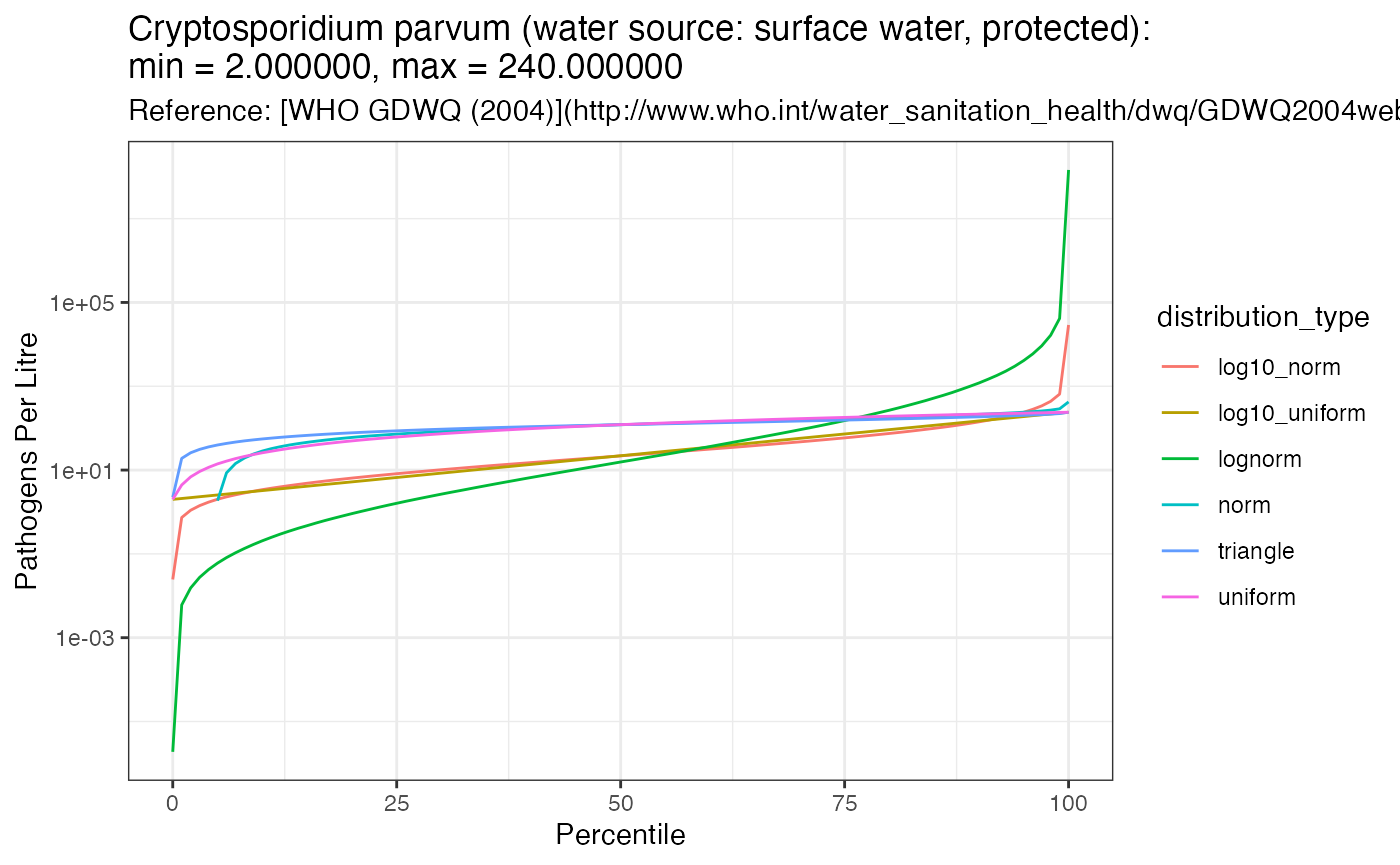 Cryptosporidium parvum (water source: surface water, protected):
min = 2.000000, max = 240.000000
Reference: [WHO GDWQ (2004)](http://www.who.int/water_sanitation_health/dwq/GDWQ2004web
Pathogens Per Litre
1e+05
1e+01
1e-03
0 25 50 75 100
Percentile
distribution_type
log10_norm
log10_uniform
lognorm
norm
triangle
uniform